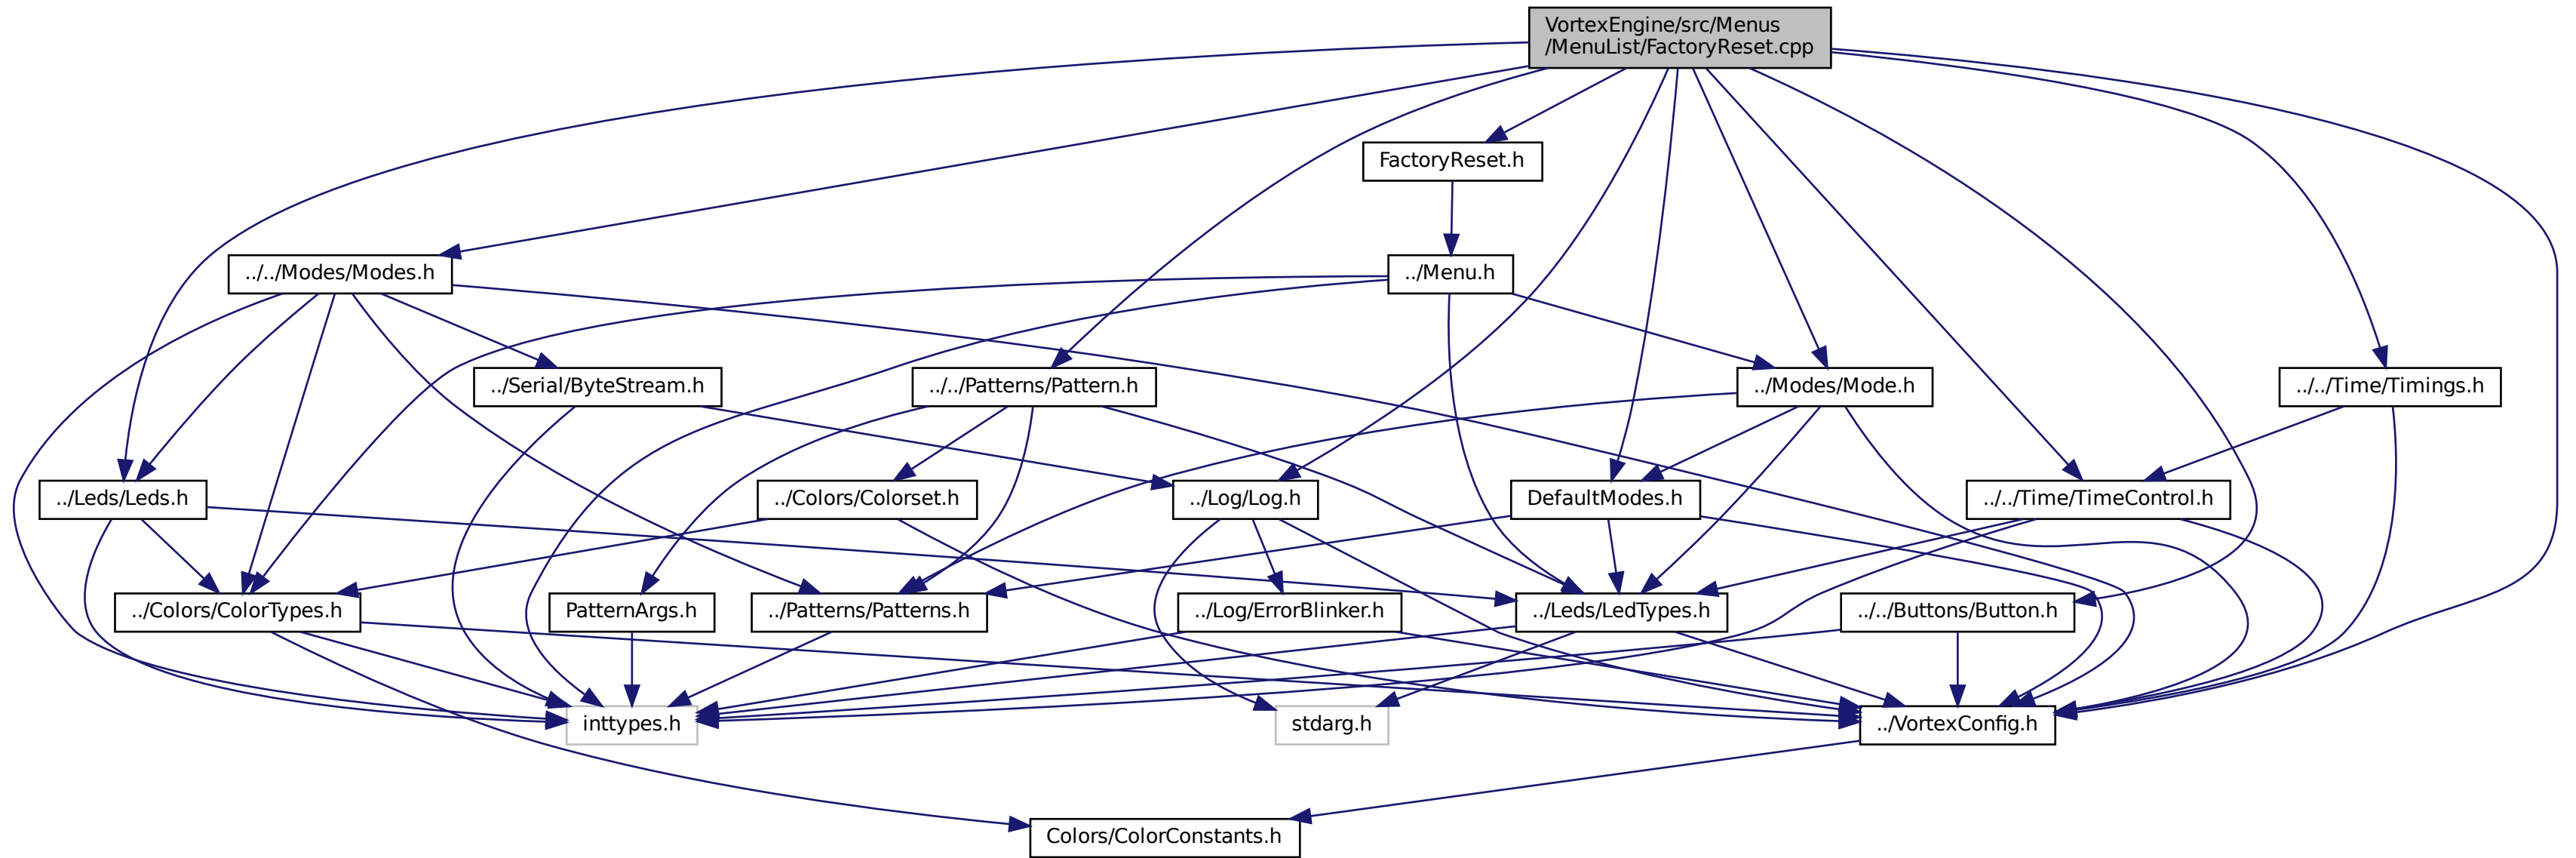 VortexEngine/src/Menus
/MenuList/FactoryReset.cpp
FactoryReset.h
../../Modes/Modes.h
../Menu.h
../Serial/ByteStream.h
../../Patterns/Pattern.h
../Modes/Mode.h
../../Time/Timings.h
../Leds/Leds.h
../Colors/Colorset.h
../Log/Log.h
DefaultModes.h
../../Time/TimeControl.h
../Colors/ColorTypes.h
PatternArgs.h
../Patterns/Patterns.h
../Log/ErrorBlinker.h
../Leds/LedTypes.h
../../Buttons/Button.h
inttypes.h
stdarg.h
../VortexConfig.h
Colors/ColorConstants.h